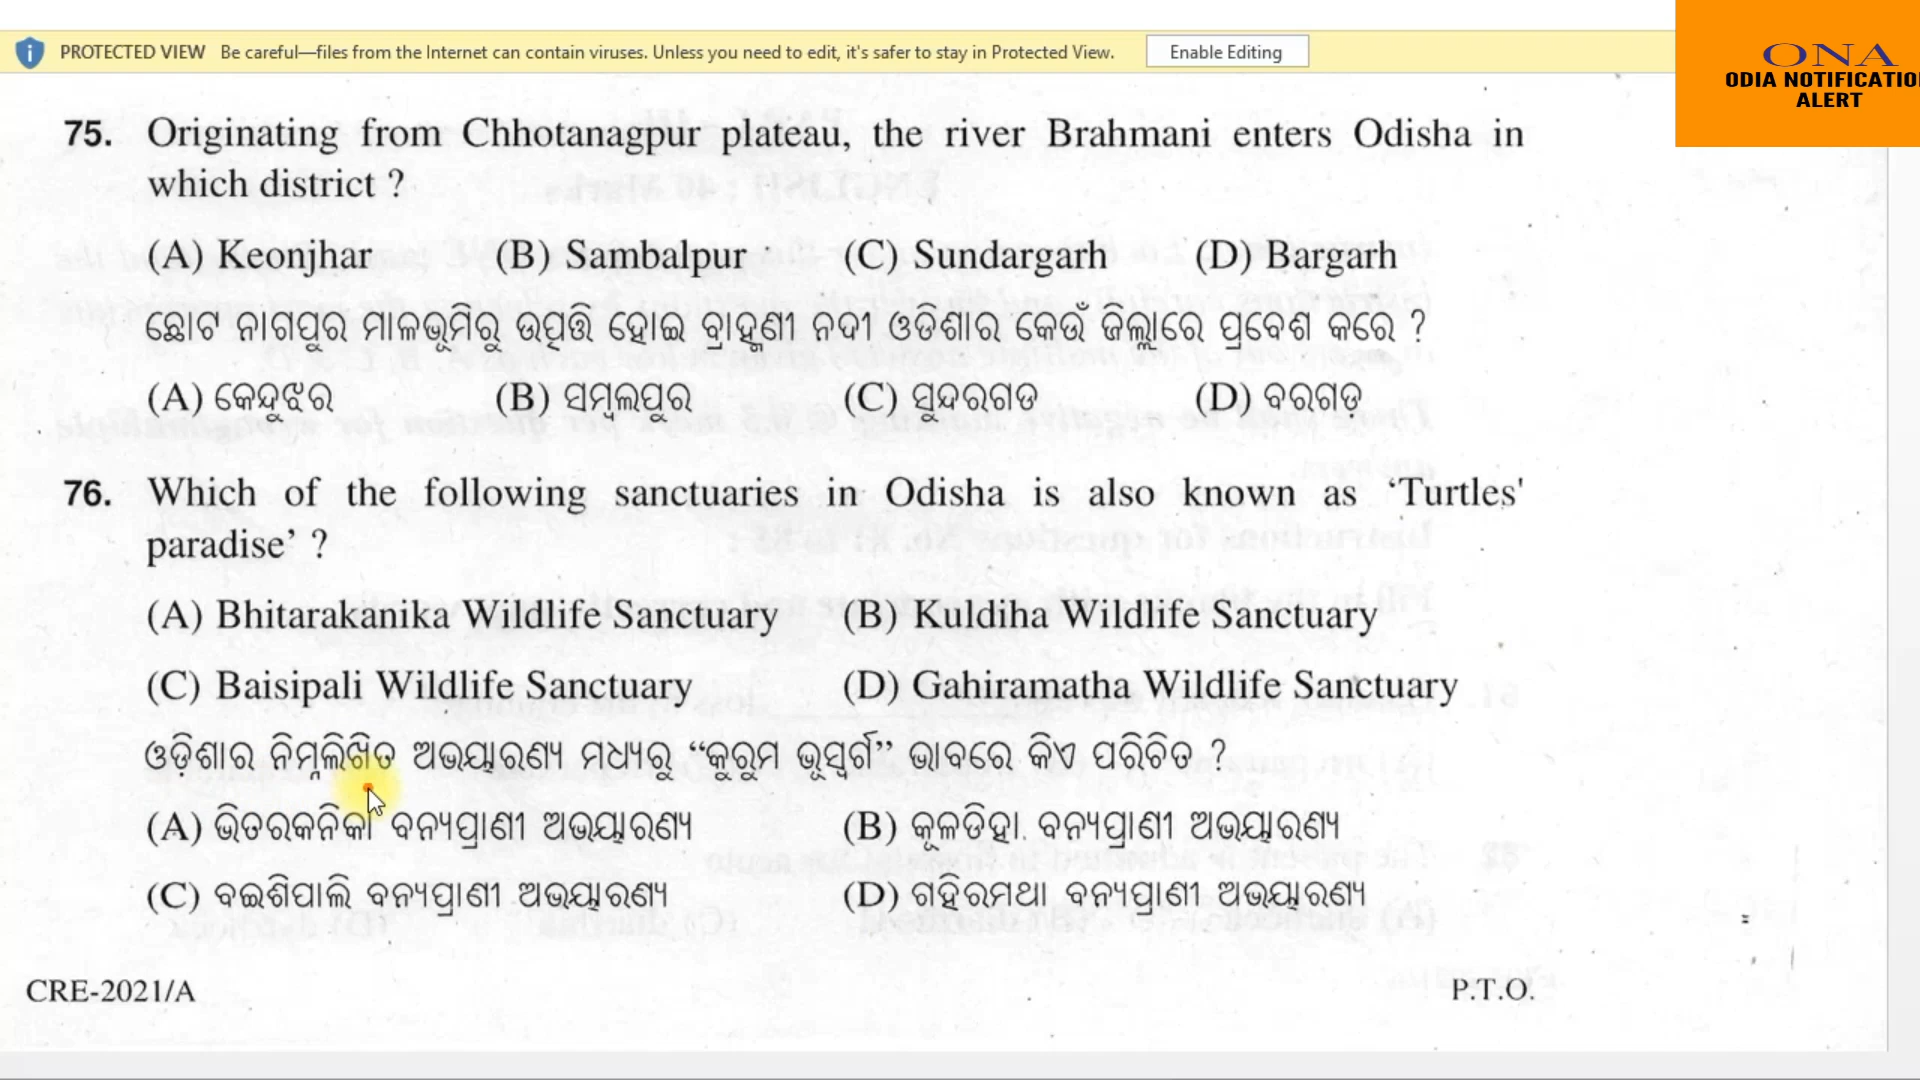 PROTECTED VIEW Be careful—files from the Internet can contain viruses. Unless you need to edit, it's safer to stay in Protected View. Enable Editing
ONA
ODIA NOTIFICATIO
ALERT
75. Originating from Chhotanagpur plateau, the river Brahmani enters Odisha in
which district ?
(A) Keonjhar (B) Sambalpur (C) Sundargarh (D) Bargarh
ଛୋଟ ନାଗପୁର ମାଳଭୂମିରୁ ଉତ୍ପତ୍ତି ହୋଇ ବ୍ରାହ୍ମଣୀ ନଦୀ ଓଡିଶାର କେଉଁ ଜିଲ୍ଲାରେ ପ୍ରବେଶ କରେ ?
(A) କେନ୍ଦୁଝର (B) ସମ୍ବଲପୁର (C) ସୁନ୍ଦରଗଡ (D) ବରଗଡ଼
76. Which of the following sanctuaries in Odisha is also known as ‘Turtles'
paradise’ ?
(A) Bhitarakanika Wildlife Sanctuary (B) Kuldiha Wildlife Sanctuary
(C) Baisipali Wildlife Sanctuary (D) Gahiramatha Wildlife Sanctuary
ଓଡ଼ିଶାର ନିମ୍ନଲିଖିତ ଅଭୟାରଣ୍ୟ ମଧ୍ୟରୁ “କୁରୁମ ଭୂସ୍ୱର୍ଗ” ଭାବରେ କିଏ ପରିଚିତ ?
(A) ଭିତରକନିକା ବନ୍ୟପ୍ରାଣୀ ଅଭୟାରଣ୍ୟ (B) କୂଳଡିହା ବନ୍ୟପ୍ରାଣୀ ଅଭୟାରଣ୍ୟ
(C) ବଇଶିପାଲି ବନ୍ୟପ୍ରାଣୀ ଅଭୟାରଣ୍ୟ (D) ଗହିରମଥା ବନ୍ୟପ୍ରାଣୀ ଅଭୟାରଣ୍ୟ
CRE-2021/A P.T.O.